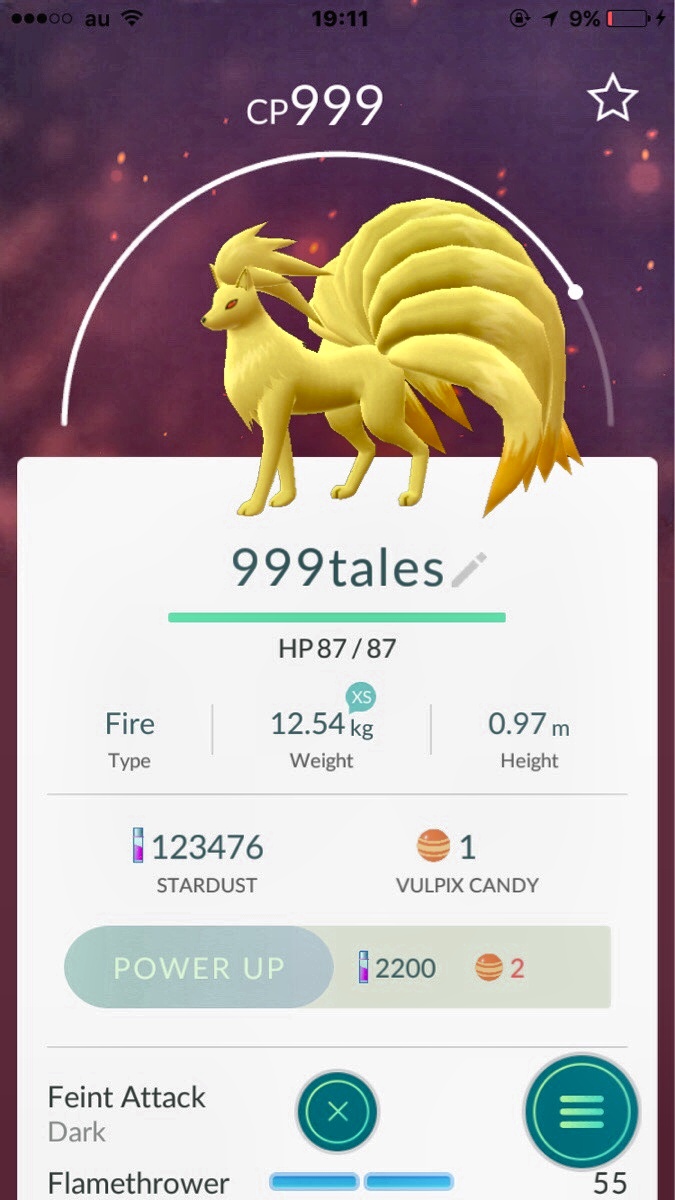 au 19:11 9%
CP999
999tales
HP 87 / 87
XS
Fire 12.54 kg 0.97 m
Type Weight Height
123476 1
STARDUST VULPIX CANDY
POWER UP 2200 2
Feint Attack
Dark
Flamethrower 55